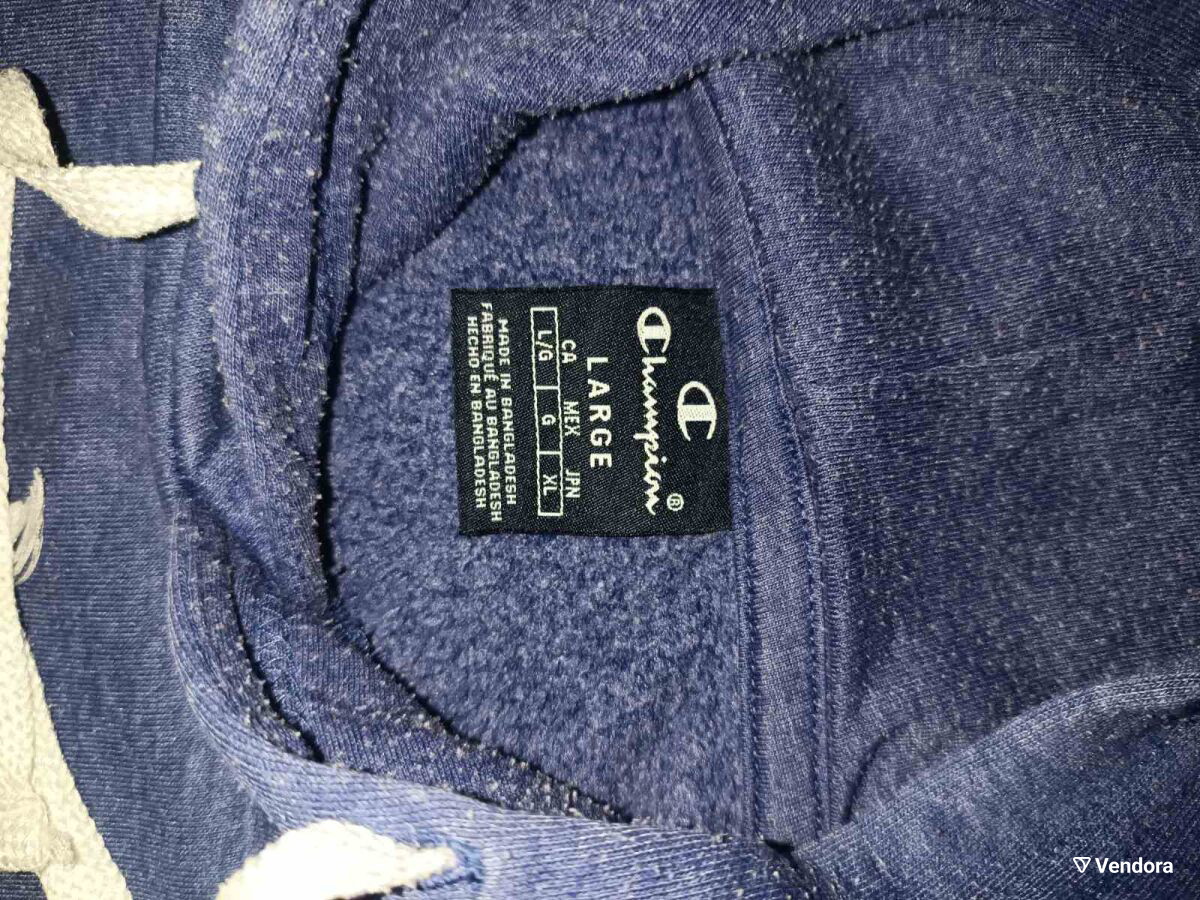 Champion®
LARGE
CA MEX JPN
L/G G XL
MADE IN BANGLADESH
FABRIQUÉ AU BANGLADESH
HECHO EN BANGLADESH
Vendora